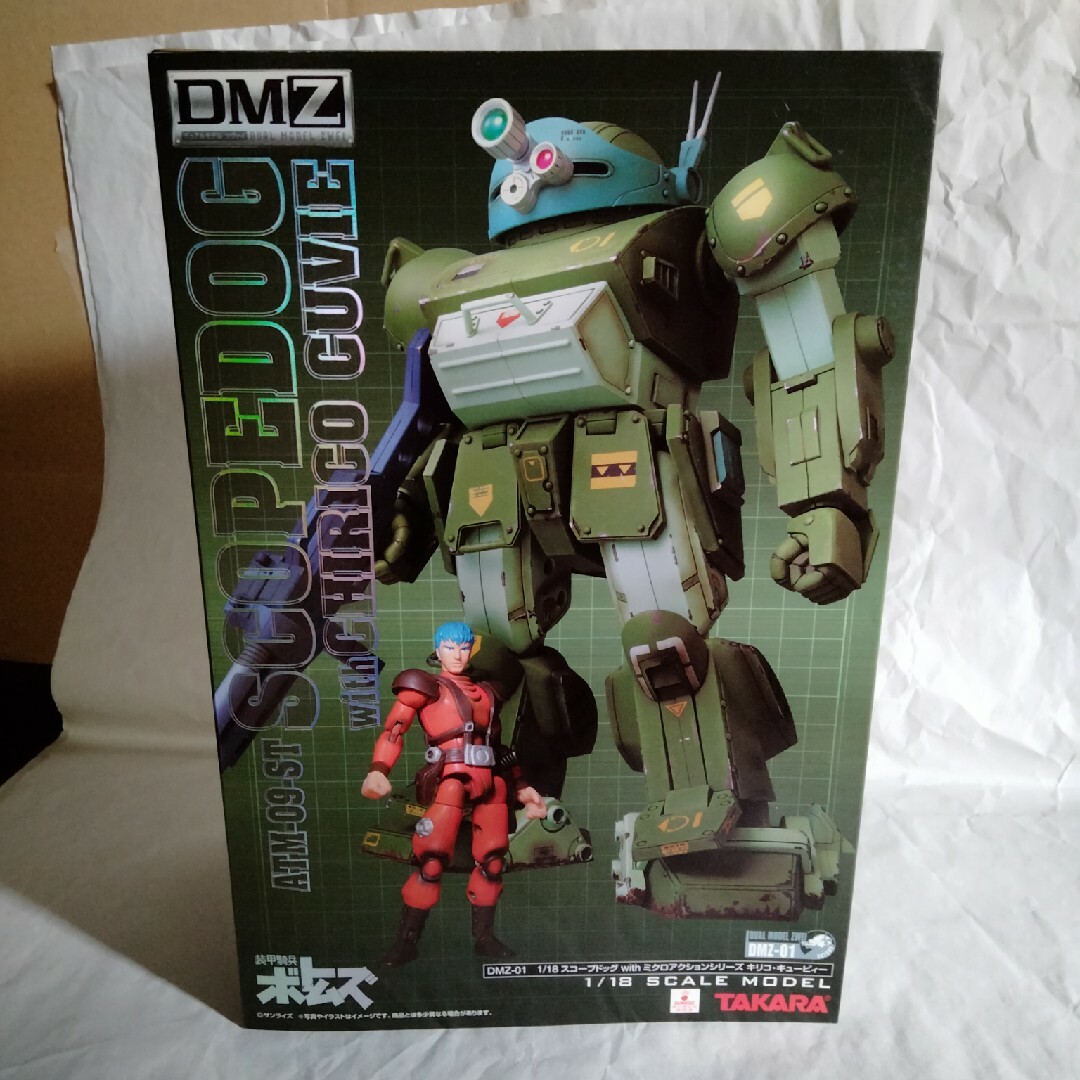 DMZ
DUAL MODEL ZWEI
ATM-09-ST SCOPEDOG
with CHIRICO CUVIE
01
01
装甲騎兵
ボトムズ
DUAL MODEL ZWEI
DMZ-01
DMZ-01 1/18 スコープドッグ with ミクロアクションシリーズ キリコ・キュービィー
1/18 SCALE MODEL
TAKARA
©サンライズ ※写真やイラストはイメージです。商品とは多少異なる場合があります。